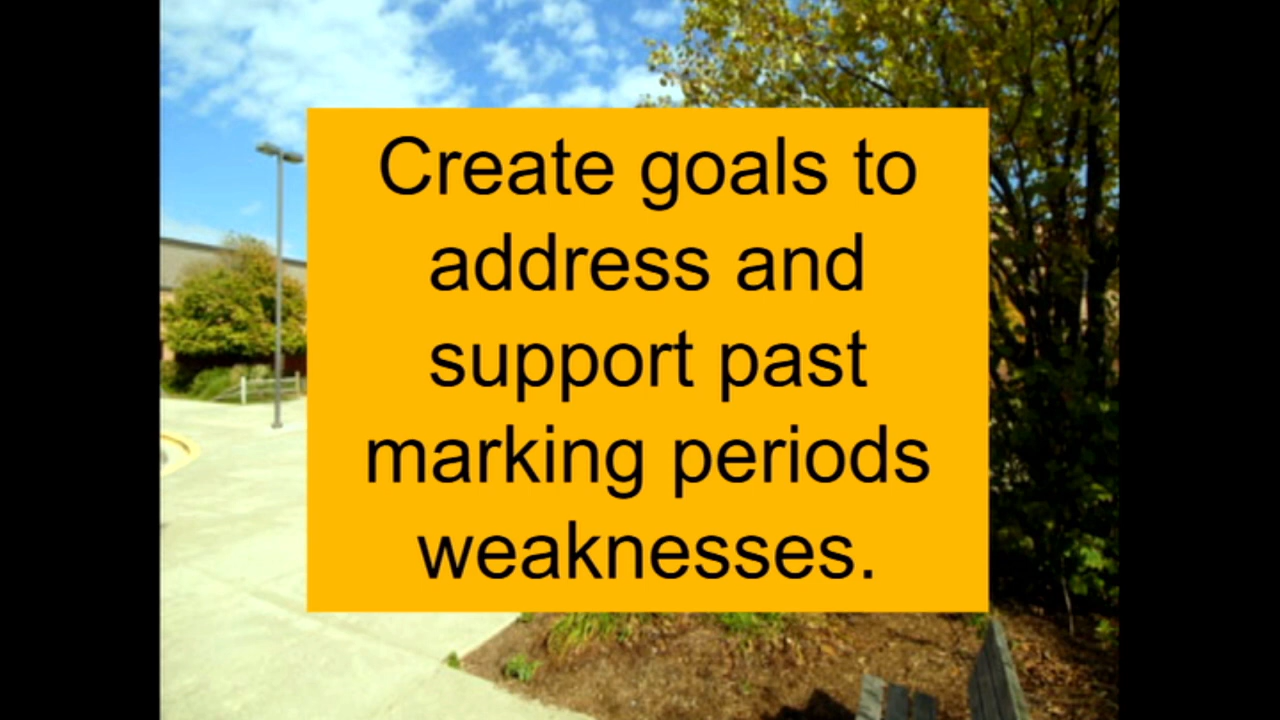 Create goals to
address and
support past
marking periods
weaknesses.